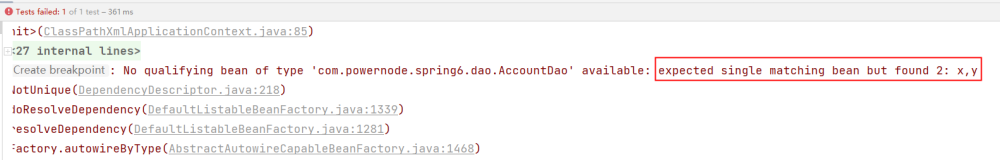 Tests failed: 1 of 1 test – 361 ms
nit>(ClassPathXmlApplicationContext.java:85)
:27 internal lines>
Create breakpoint : No qualifying bean of type 'com.powernode.spring6.dao.AccountDao' available: expected single matching bean but found 2: x,y
NotUnique(DependencyDescriptor.java:218)
doResolveDependency(DefaultListableBeanFactory.java:1339)
resolveDependency(DefaultListableBeanFactory.java:1281)
Factory.autowireByType(AbstractAutowireCapableBeanFactory.java:1468)